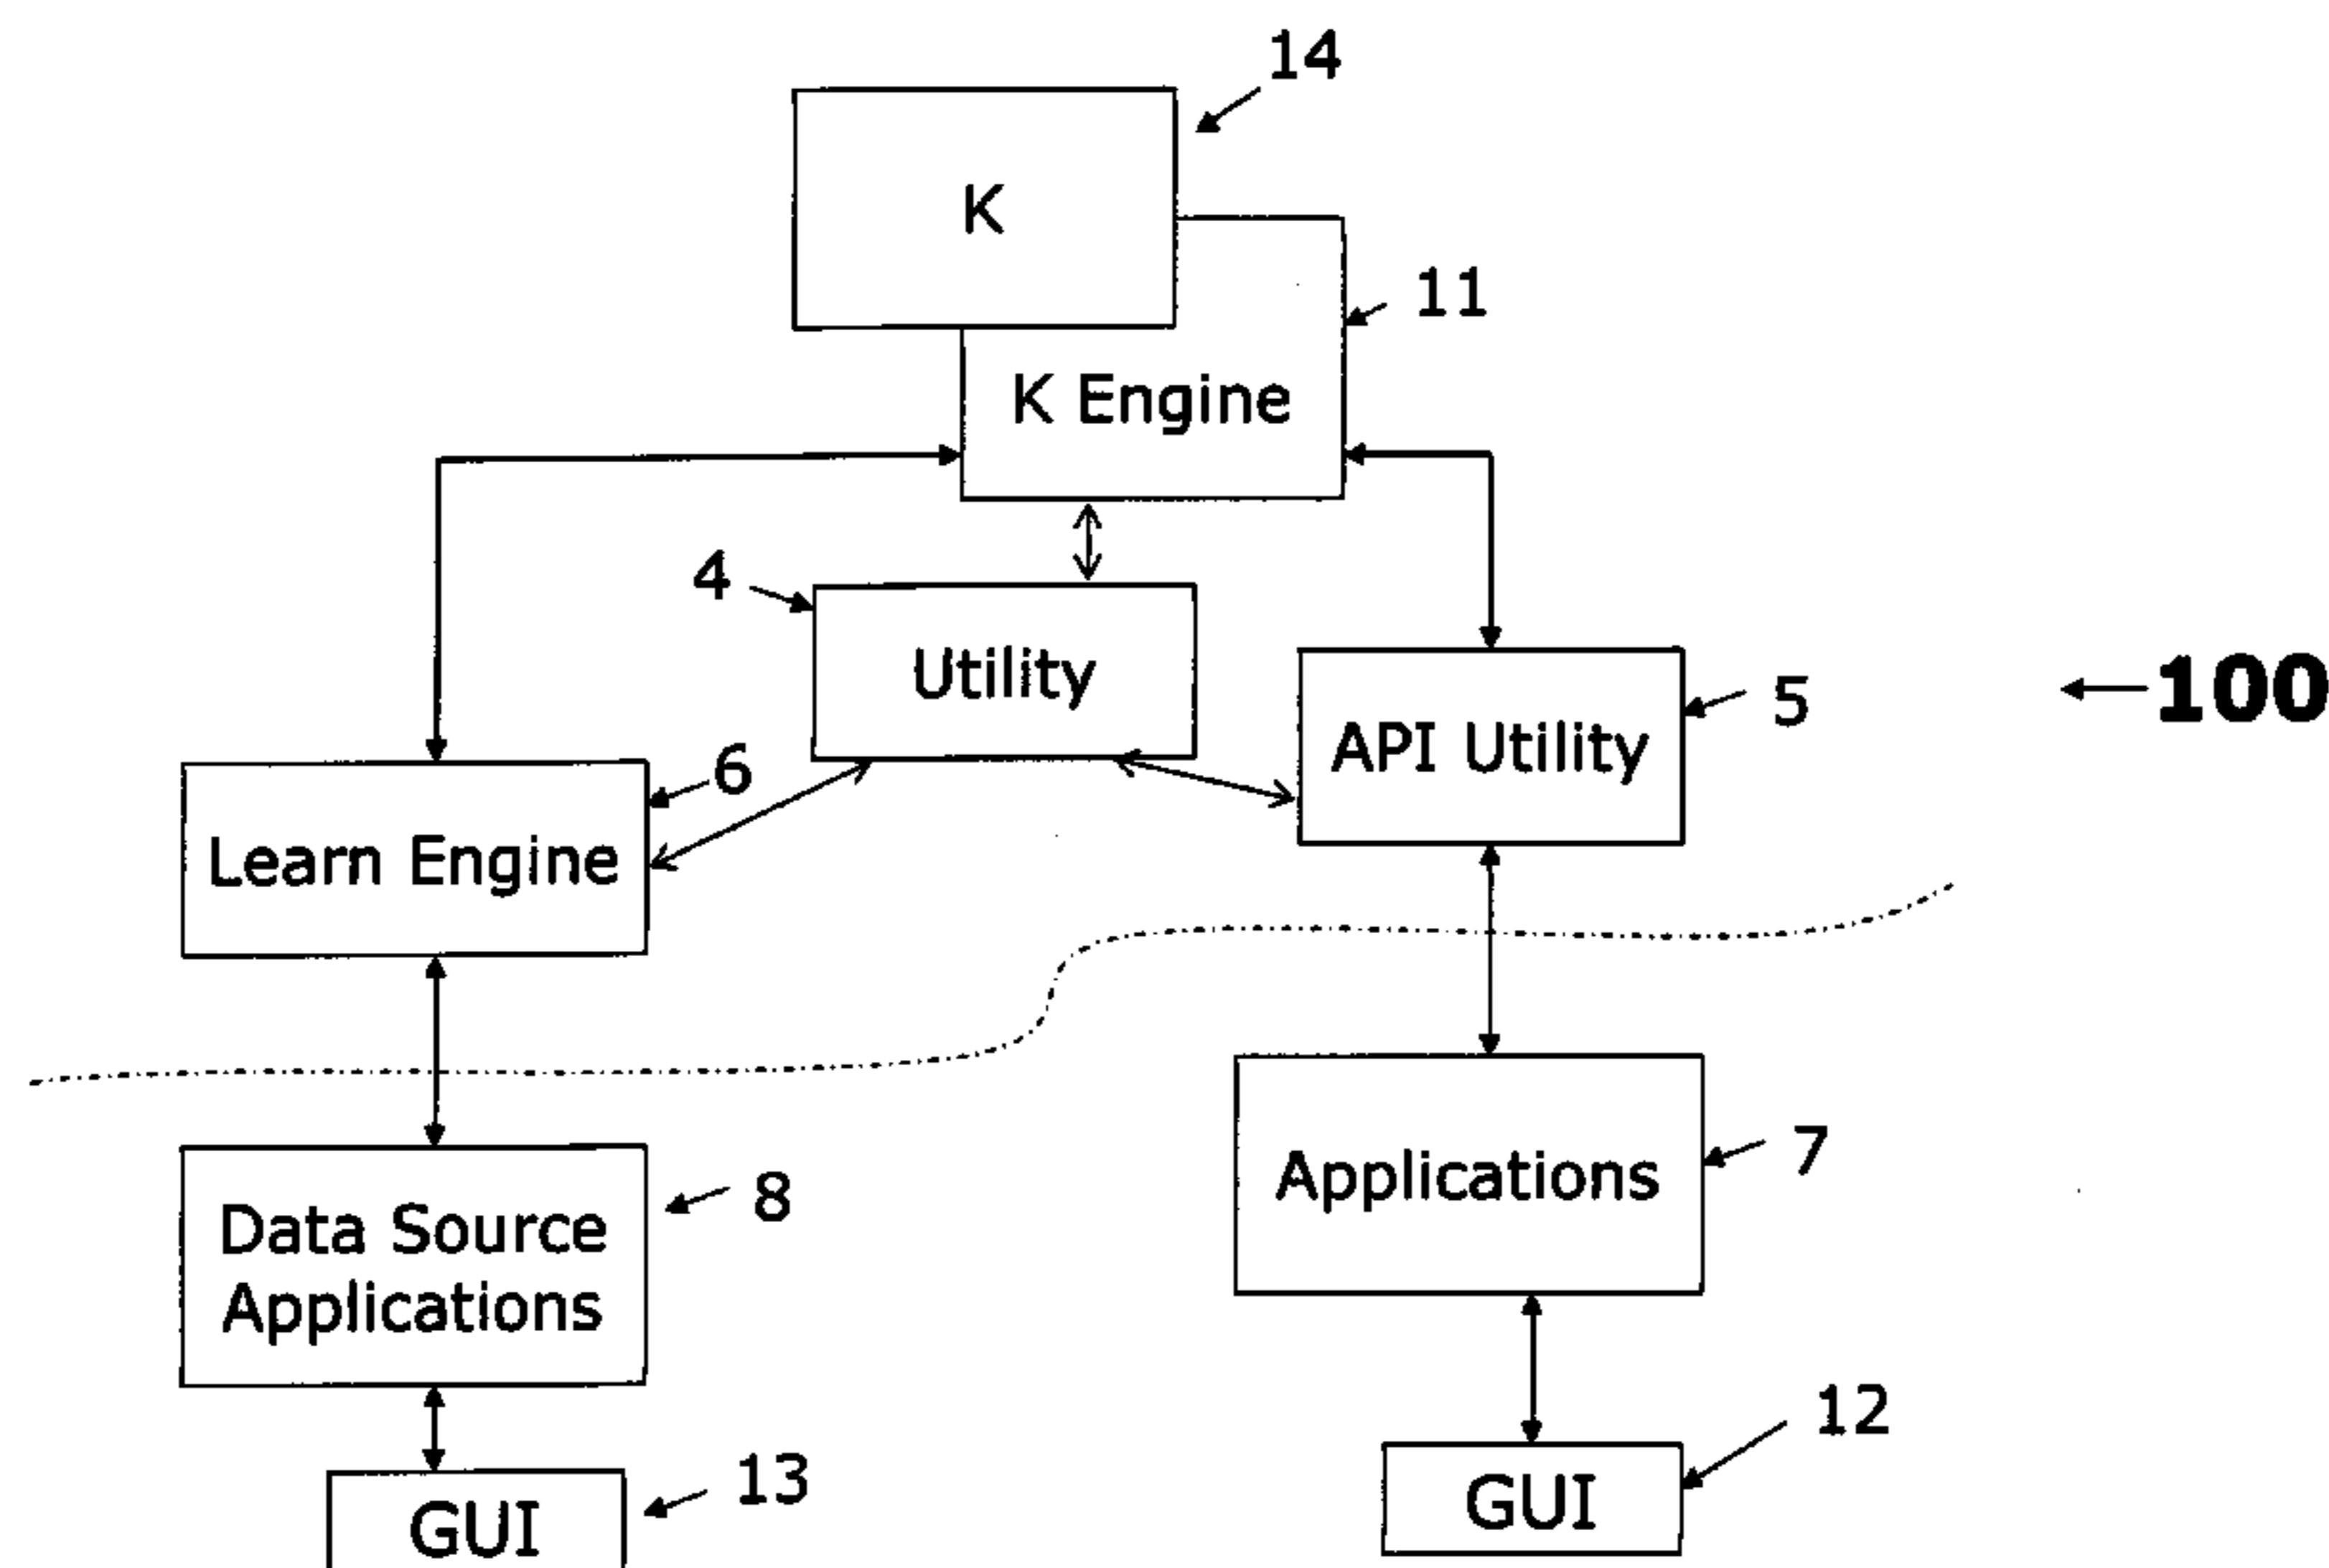 14
K
11
K Engine
4
Utility
100
5
API Utility
6
Learn Engine
7
Applications
8
Data Source
Applications
12
13
GUI
GUI